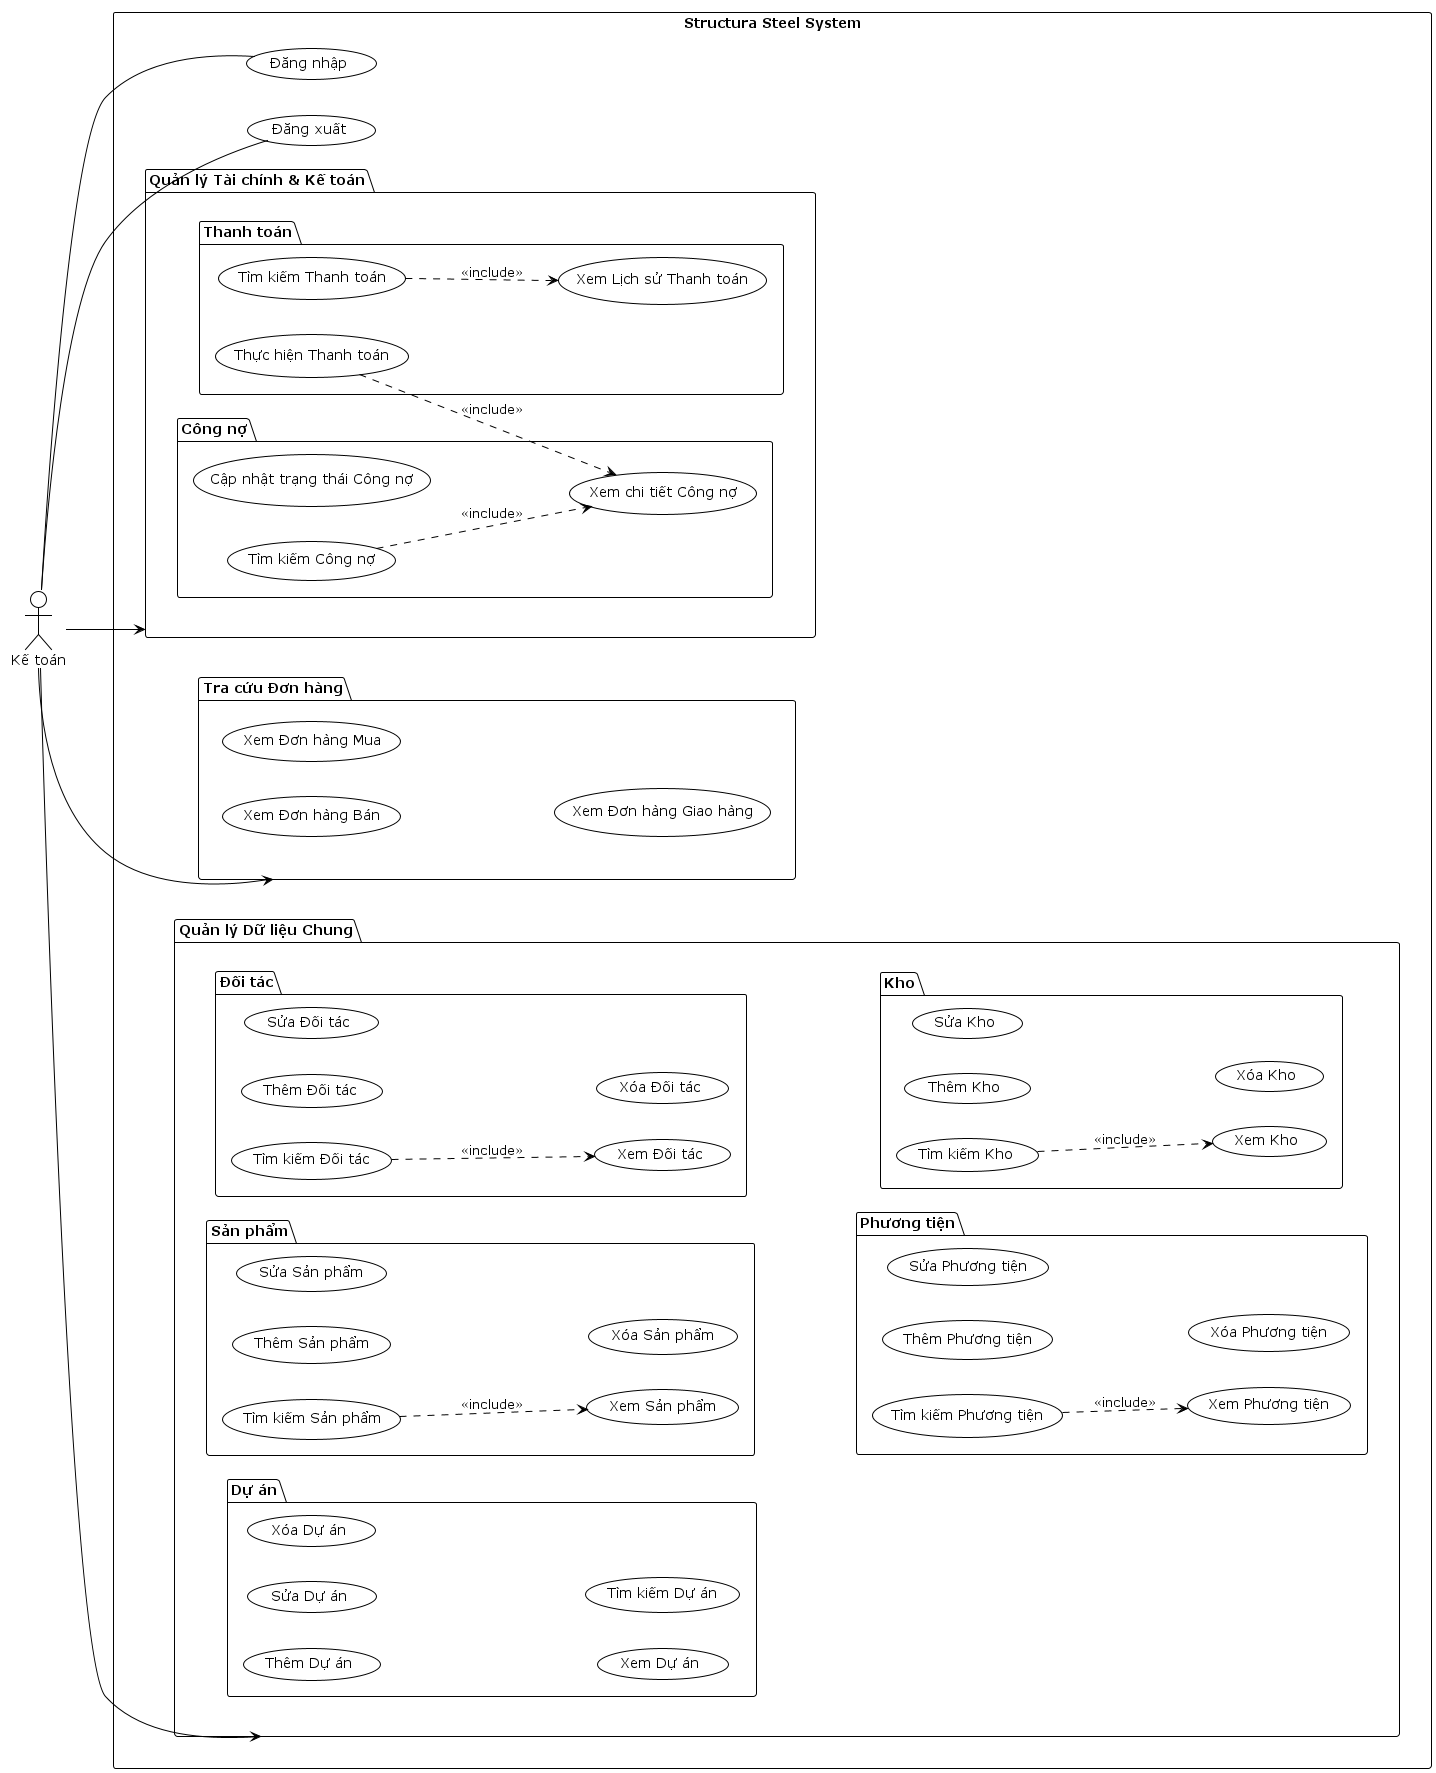 Structura Steel System
Đăng nhập
Đăng xuất
Quản lý Tài chính & Kế toán
Thanh toán
Tìm kiếm Thanh toán
«include»
Xem Lịch sử Thanh toán
Thực hiện Thanh toán
«include»
Công nợ
Cập nhật trạng thái Công nợ
Xem chi tiết Công nợ
«include»
Tìm kiếm Công nợ
Kế toán
Tra cứu Đơn hàng
Xem Đơn hàng Mua
Xem Đơn hàng Bán
Xem Đơn hàng Giao hàng
Quản lý Dữ liệu Chung
Đối tác
Sửa Đối tác
Thêm Đối tác
Xóa Đối tác
Tìm kiếm Đối tác
«include»
Xem Đối tác
Kho
Sửa Kho
Thêm Kho
Xóa Kho
Tìm kiếm Kho
«include»
Xem Kho
Sản phẩm
Sửa Sản phẩm
Thêm Sản phẩm
Xóa Sản phẩm
Tìm kiếm Sản phẩm
«include»
Xem Sản phẩm
Phương tiện
Sửa Phương tiện
Thêm Phương tiện
Xóa Phương tiện
Tìm kiếm Phương tiện
«include»
Xem Phương tiện
Dự án
Xóa Dự án
Sửa Dự án
Tìm kiếm Dự án
Thêm Dự án
Xem Dự án